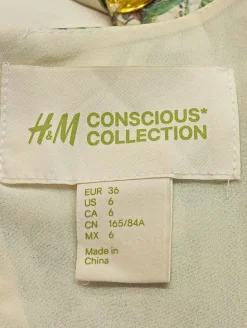 H&M CONSCIOUS*
COLLECTION
EUR 36
US 6
CA 6
CN 165/84A
MX 6
Made in
China